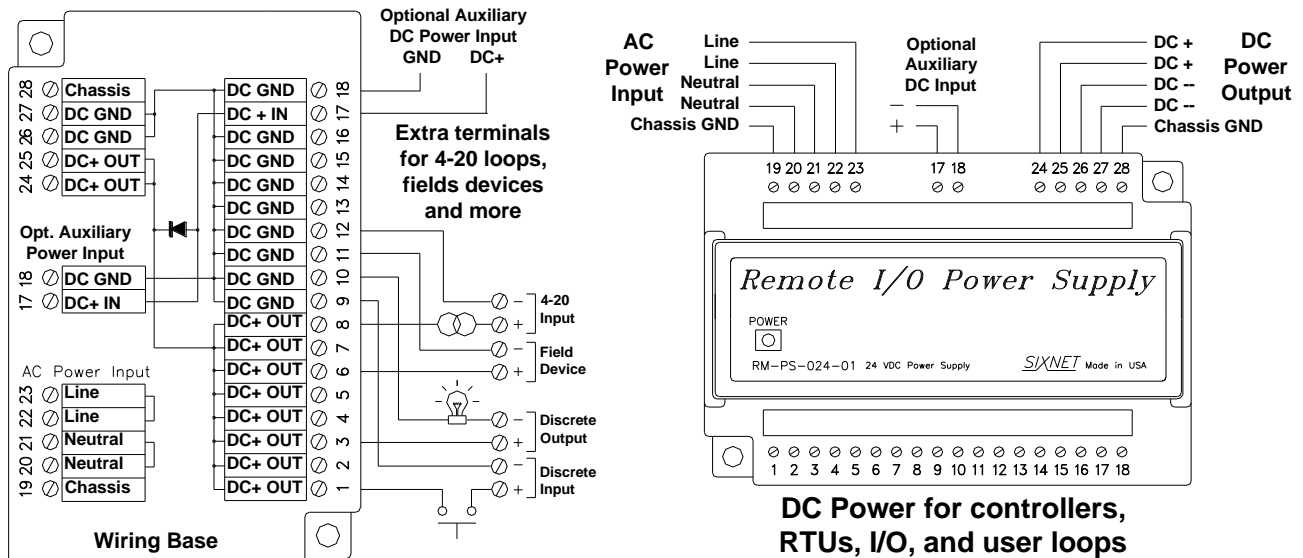 Optional Auxiliary
DC Power Input
GND DC+
28 Chassis
27 DC GND
26 DC GND
25 DC+ OUT
24 DC+ OUT
Opt. Auxiliary
Power Input
18 DC GND
17 DC+ IN
AC Power Input
23 Line
22 Line
21 Neutral
20 Neutral
19 Chassis
DC GND 18
DC + IN 17
DC GND 16
DC GND 15
DC GND 14
DC GND 13
DC GND 12
DC GND 11
DC GND 10
DC GND 9
DC+ OUT 8
DC+ OUT 7
DC+ OUT 6
DC+ OUT 5
DC+ OUT 4
DC+ OUT 3
DC+ OUT 2
DC+ OUT 1
Wiring Base
Extra terminals
for 4-20 loops,
fields devices
and more
− 4-20
+ Input
− Field
+ Device
− Discrete
+ Output
− Discrete
+ Input
AC
Power
Input
Line
Line
Neutral
Neutral
Chassis GND
Optional
Auxiliary
DC Input
−
+
DC +
DC +
DC --
DC --
Chassis GND
DC
Power
Output
19 20 21 22 23 17 18 24 25 26 27 28
Remote I/O Power Supply
POWER
RM-PS-024-01 24 VDC Power Supply SIXNET Made in USA
1 2 3 4 5 6 7 8 9 10 11 12 13 14 15 16 17 18
DC Power for controllers,
RTUs, I/O, and user loops